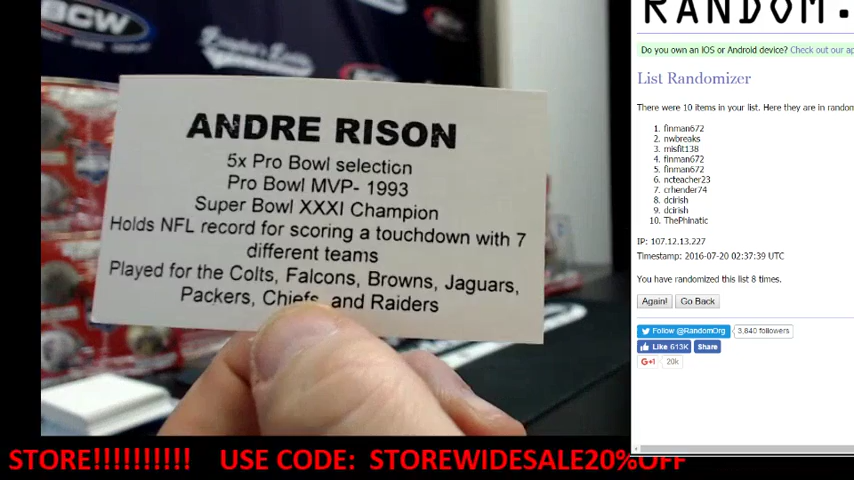 BCW
ANDRE RISON
5x Pro Bowl selection
Pro Bowl MVP- 1993
Super Bowl XXXI Champion
Holds NFL record for scoring a touchdown with 7
different teams
Played for the Colts, Falcons, Browns, Jaguars,
Packers, Chiefs, and Raiders
STORE!!!!!!!!!! USE CODE: STOREWIDESALE20%OFF
RANDOM.
Do you own an iOS or Android device? Check out our ap
List Randomizer
There were 10 items in your list. Here they are in random
1. finman672
2. nwbreaks
3. misfit138
4. finman672
5. finman672
6. ncteacher23
7. crhender74
8. dcirish
9. dcirish
10. ThePhinatic
IP: 107.12.13.227
Timestamp: 2016-07-20 02:37:39 UTC
You have randomized this list 8 times.
Again! Go Back
Follow @RandomOrg 3,840 followers
Like 613K Share
G+1 20k